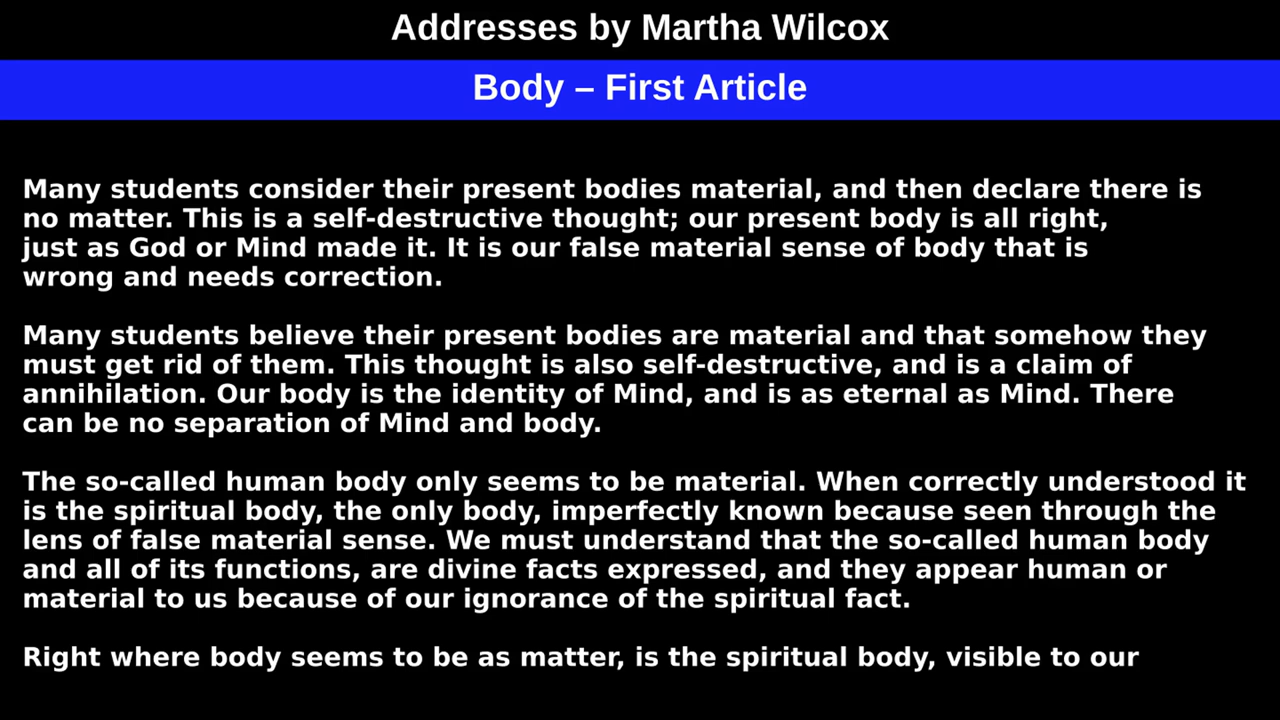 Addresses by Martha Wilcox
Body – First Article
Many students consider their present bodies material, and then declare there is
no matter. This is a self-destructive thought; our present body is all right,
just as God or Mind made it. It is our false material sense of body that is
wrong and needs correction.
Many students believe their present bodies are material and that somehow they
must get rid of them. This thought is also self-destructive, and is a claim of
annihilation. Our body is the identity of Mind, and is as eternal as Mind. There
can be no separation of Mind and body.
The so-called human body only seems to be material. When correctly understood it
is the spiritual body, the only body, imperfectly known because seen through the
lens of false material sense. We must understand that the so-called human body
and all of its functions, are divine facts expressed, and they appear human or
material to us because of our ignorance of the spiritual fact.
Right where body seems to be as matter, is the spiritual body, visible to our